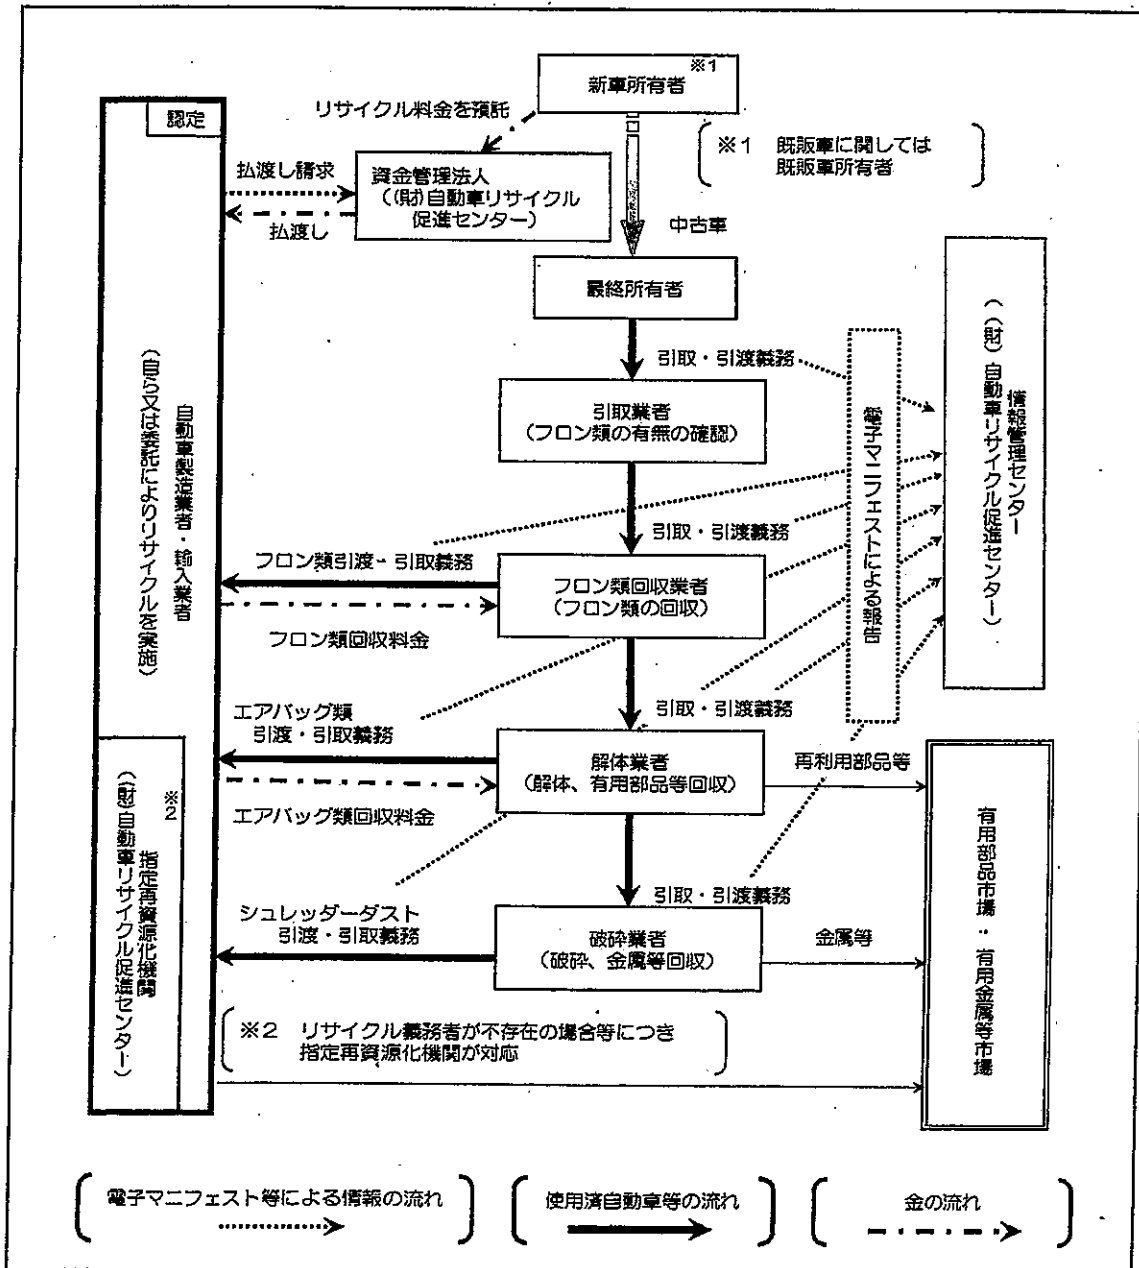 新車所有者
※1
認定
リサイクル料金を預託
※1 既販車に関しては
既販車所有者
払渡し請求
資金管理法人
((財)自動車リサイクル
促進センター)
払渡し
中古車
最終所有者
引取・引渡義務
引取業者
(フロン類の有無の確認)
電子マニフェストによる報告
情報管理センター
((財)自動車リサイクル促進センター)
自動車製造業者・輸入業者
(自ら又は委託によりリサイクルを実施)
引取・引渡義務
フロン類引渡・引取義務
フロン類回収業者
(フロン類の回収)
フロン類回収料金
引取・引渡義務
エアバッグ類
引渡・引取義務
解体業者
(解体、有用部品等回収)
再利用部品等
エアバッグ類回収料金
※2
指定再資源化機関
((財)自動車リサイクル促進センター)
有用部品市場・有用金属等市場
引取・引渡義務
シュレッダーダスト
引渡・引取義務
破砕業者
(破砕、金属等回収)
金属等
※2 リサイクル義務者が不存在の場合等につき
指定再資源化機関が対応
電子マニフェスト等による情報の流れ
使用済自動車等の流れ
金の流れ